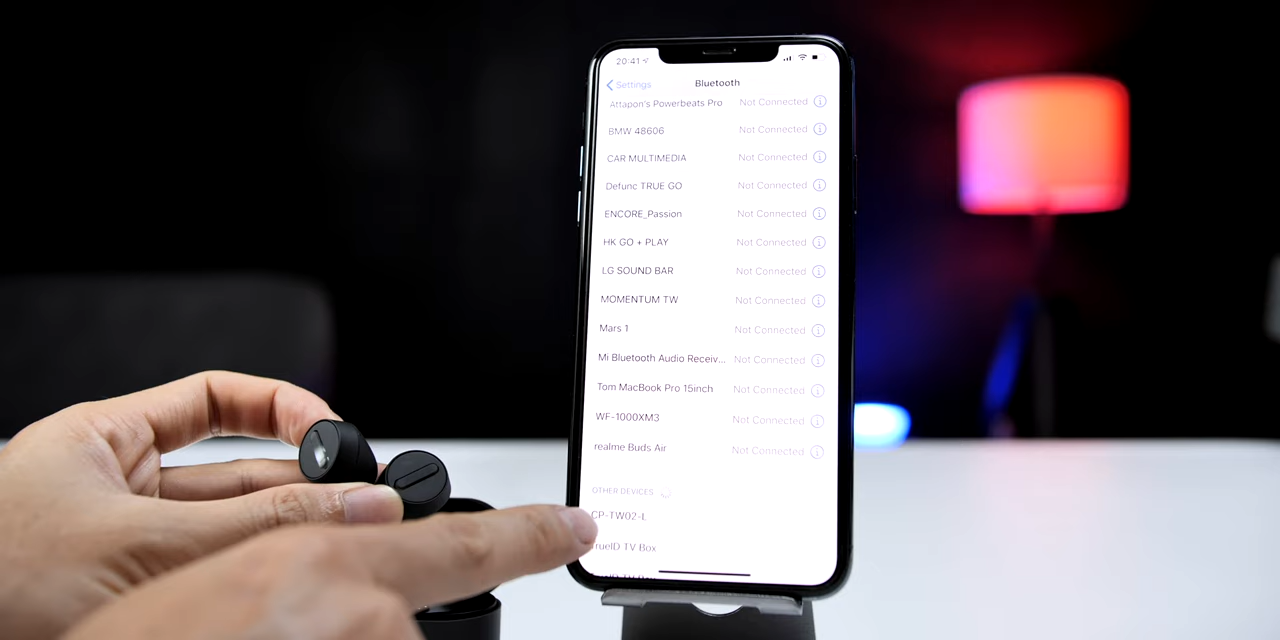 20:41
Settings
Bluetooth
Attapon's Powerbeats Pro Not Connected
BMW 48606 Not Connected
CAR MULTIMEDIA Not Connected
Defunc TRUE GO Not Connected
ENCORE_Passion Not Connected
HK GO + PLAY Not Connected
LG SOUND BAR Not Connected
MOMENTUM TW Not Connected
Mars 1 Not Connected
Mi Bluetooth Audio Receiv... Not Connected
Tom MacBook Pro 15inch Not Connected
WF-1000XM3 Not Connected
realme Buds Air Not Connected
OTHER DEVICES
CP-TW02-L
TrueID TV Box